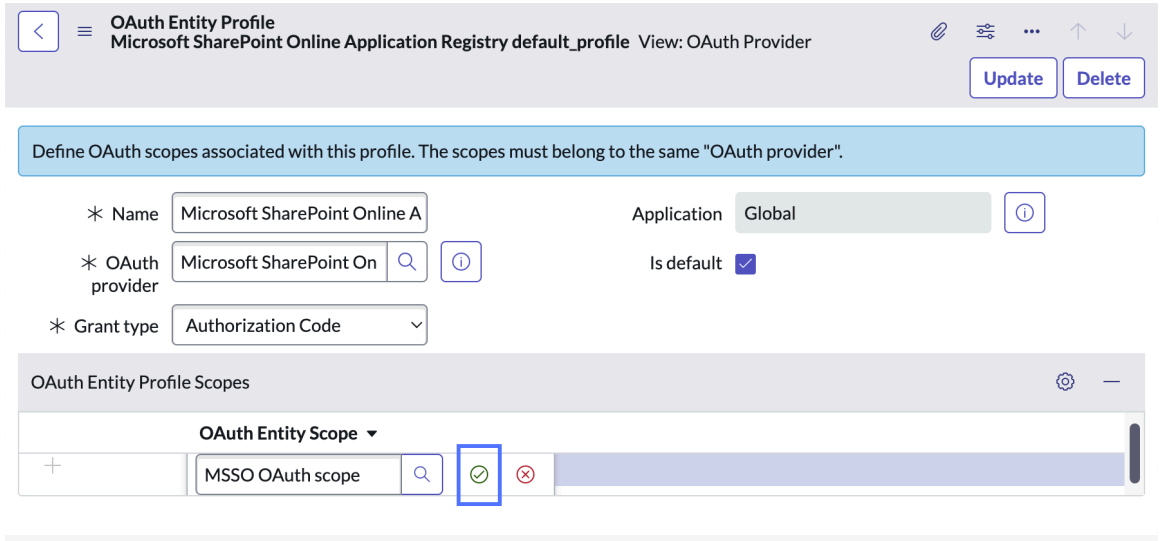 OAuth Entity Profile
Microsoft SharePoint Online Application Registry default_profile View: OAuth Provider
Update Delete
Define OAuth scopes associated with this profile. The scopes must belong to the same "OAuth provider".
Name Microsoft SharePoint Online A Application Global
OAuth provider Microsoft SharePoint On Is default
Grant type Authorization Code
OAuth Entity Profile Scopes
OAuth Entity Scope
MSSO OAuth scope